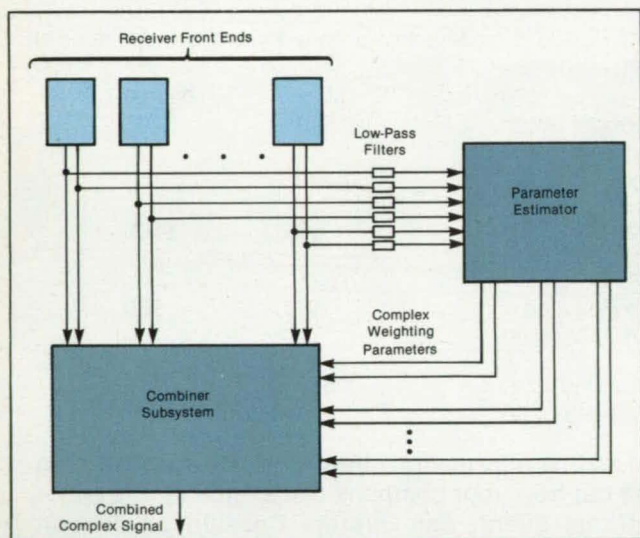 Receiver Front Ends
Low-Pass
Filters
Parameter
Estimator
Complex
Weighting
Parameters
Combiner
Subsystem
Combined
Complex Signal